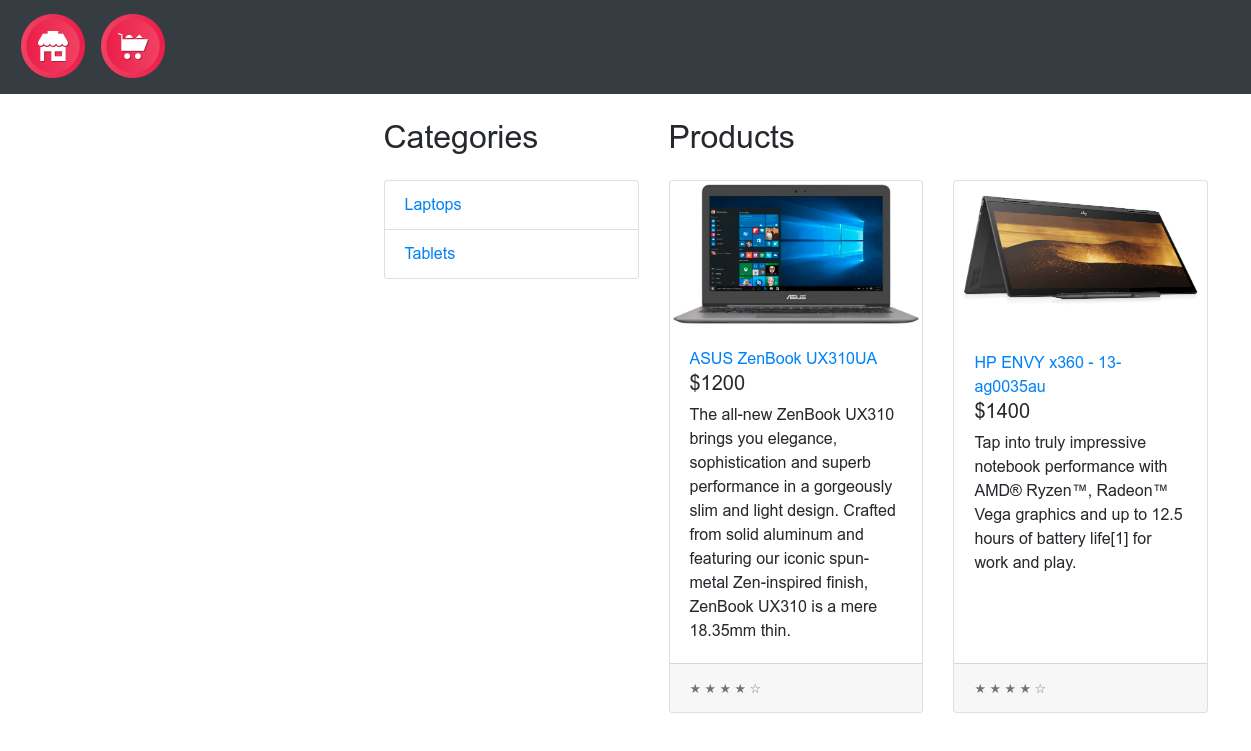 Categories
Laptops
Tablets
Products
ASUS
ASUS ZenBook UX310UA
$1200
The all-new ZenBook UX310
brings you elegance,
sophistication and superb
performance in a gorgeously
slim and light design. Crafted
from solid aluminum and
featuring our iconic spun-
metal Zen-inspired finish,
ZenBook UX310 is a mere
18.35mm thin.
★ ★ ★ ★ ☆
HP ENVY x360 - 13-
ag0035au
$1400
Tap into truly impressive
notebook performance with
AMD® Ryzen™, Radeon™
Vega graphics and up to 12.5
hours of battery life[1] for
work and play.
★ ★ ★ ★ ☆